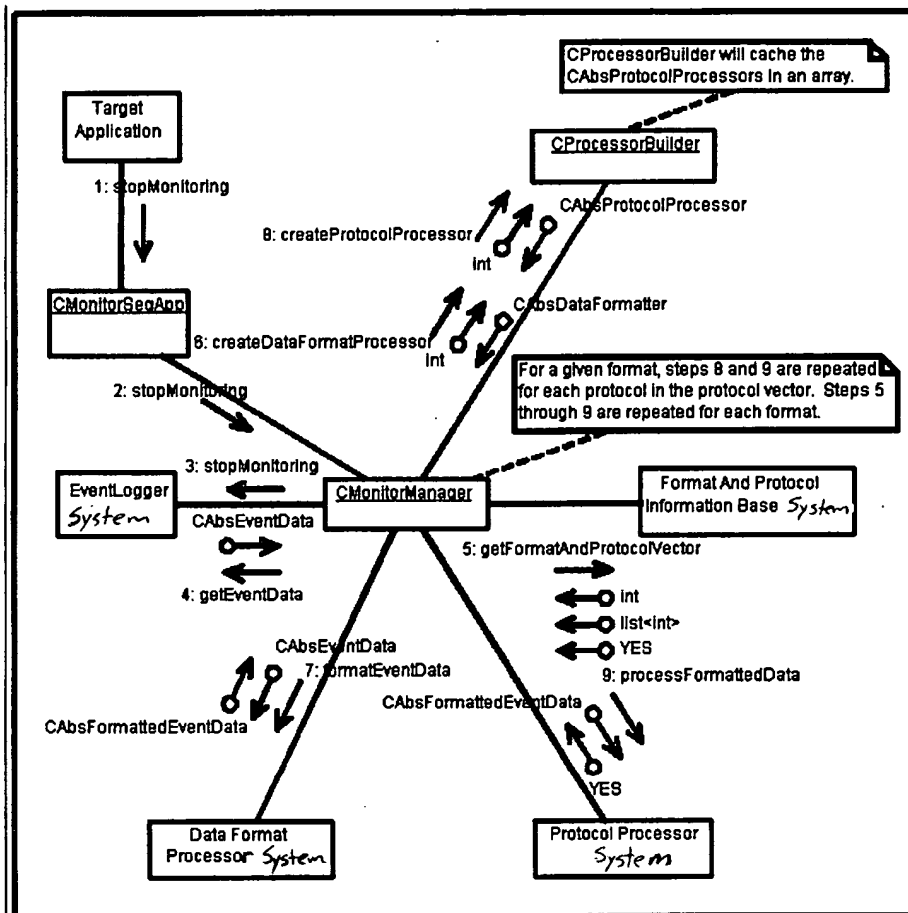 CProcessorBuilder will cache the
CAbsProtocolProcessors in an array.
Target
Application
CProcessorBuilder
1: stopMonitoring
CAbsProtocolProcessor
8: createProtocolProcessor
int
CMonitorSegApp
CAbsDataFormatter
6: createDataFormatProcessor
int
For a given format, steps 8 and 9 are repeated
for each protocol in the protocol vector. Steps 5
through 9 are repeated for each format.
2: stopMonitoring
3: stopMonitoring
EventLogger
System
CMonitorManager
Format And Protocol
Information Base System
CAbsEventData
5: getFormatAndProtocolVector
4: getEventData
int
list<int>
YES
CAbsEventData
7: formatEventData
9: processFormattedData
CAbsFormattedEventData
CAbsFormattedEventData
YES
Data Format
Processor System
Protocol Processor
System